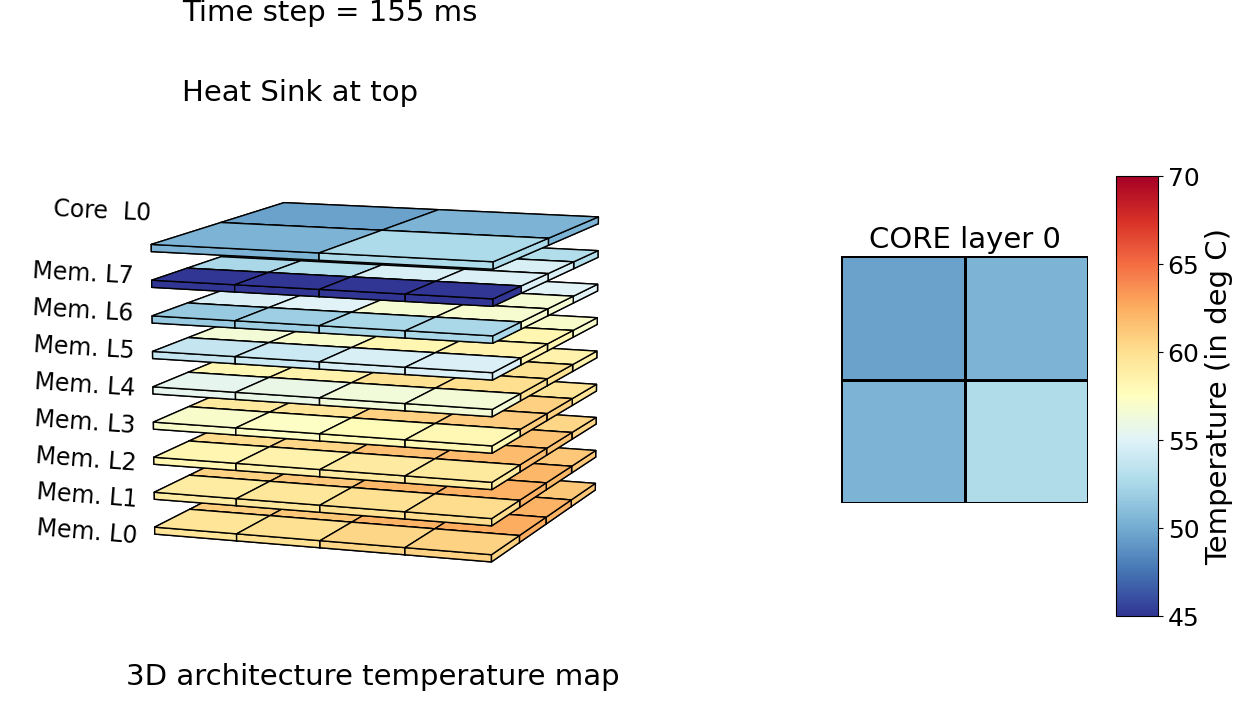 Time step = 155 ms
Heat Sink at top
Core  L0
Mem. L7
Mem. L6
Mem. L5
Mem. L4
Mem. L3
Mem. L2
Mem. L1
Mem. L0
3D architecture temperature map
CORE layer 0
70
65
60
55
50
45
Temperature (in deg C)